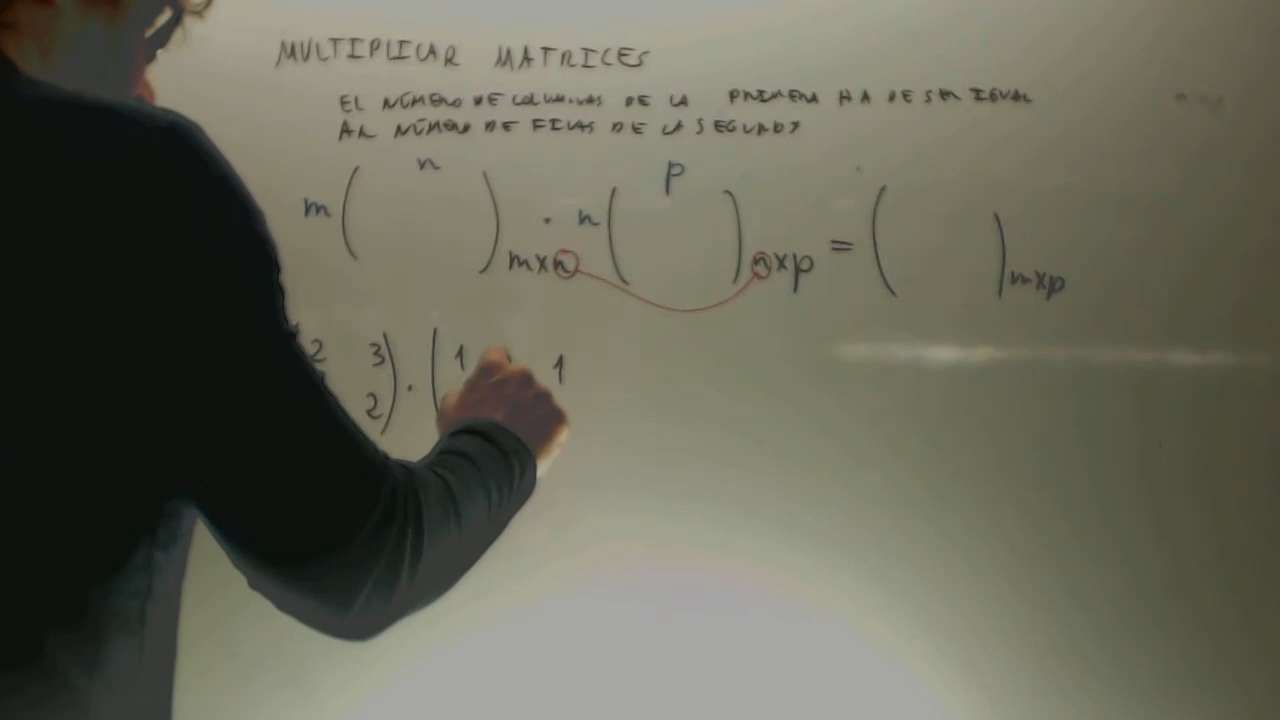 MULTIPLICAR MATRICES
EL NÚMERO DE COLUMNAS DE LA PRIMERA HA DE SER IGUAL
AL NÚMERO DE FILAS DE LA SEGUNDA
n p
m ( ) m×n · n ( ) n×p = ( ) m×p
2 3 ) · ( 1 1
2